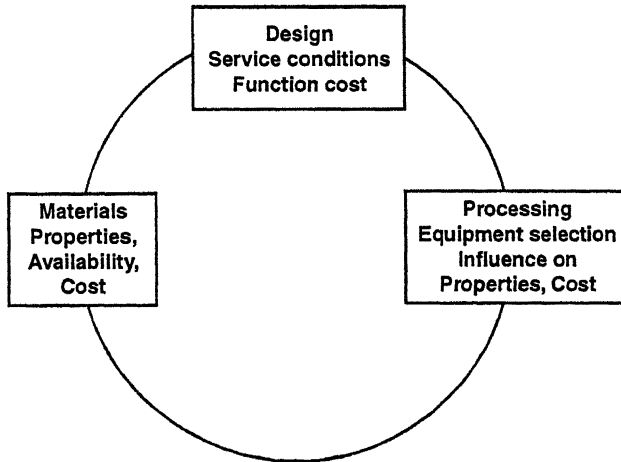 Design
Service conditions
Function cost
Materials
Properties,
Availability,
Cost
Processing
Equipment selection
Influence on
Properties, Cost